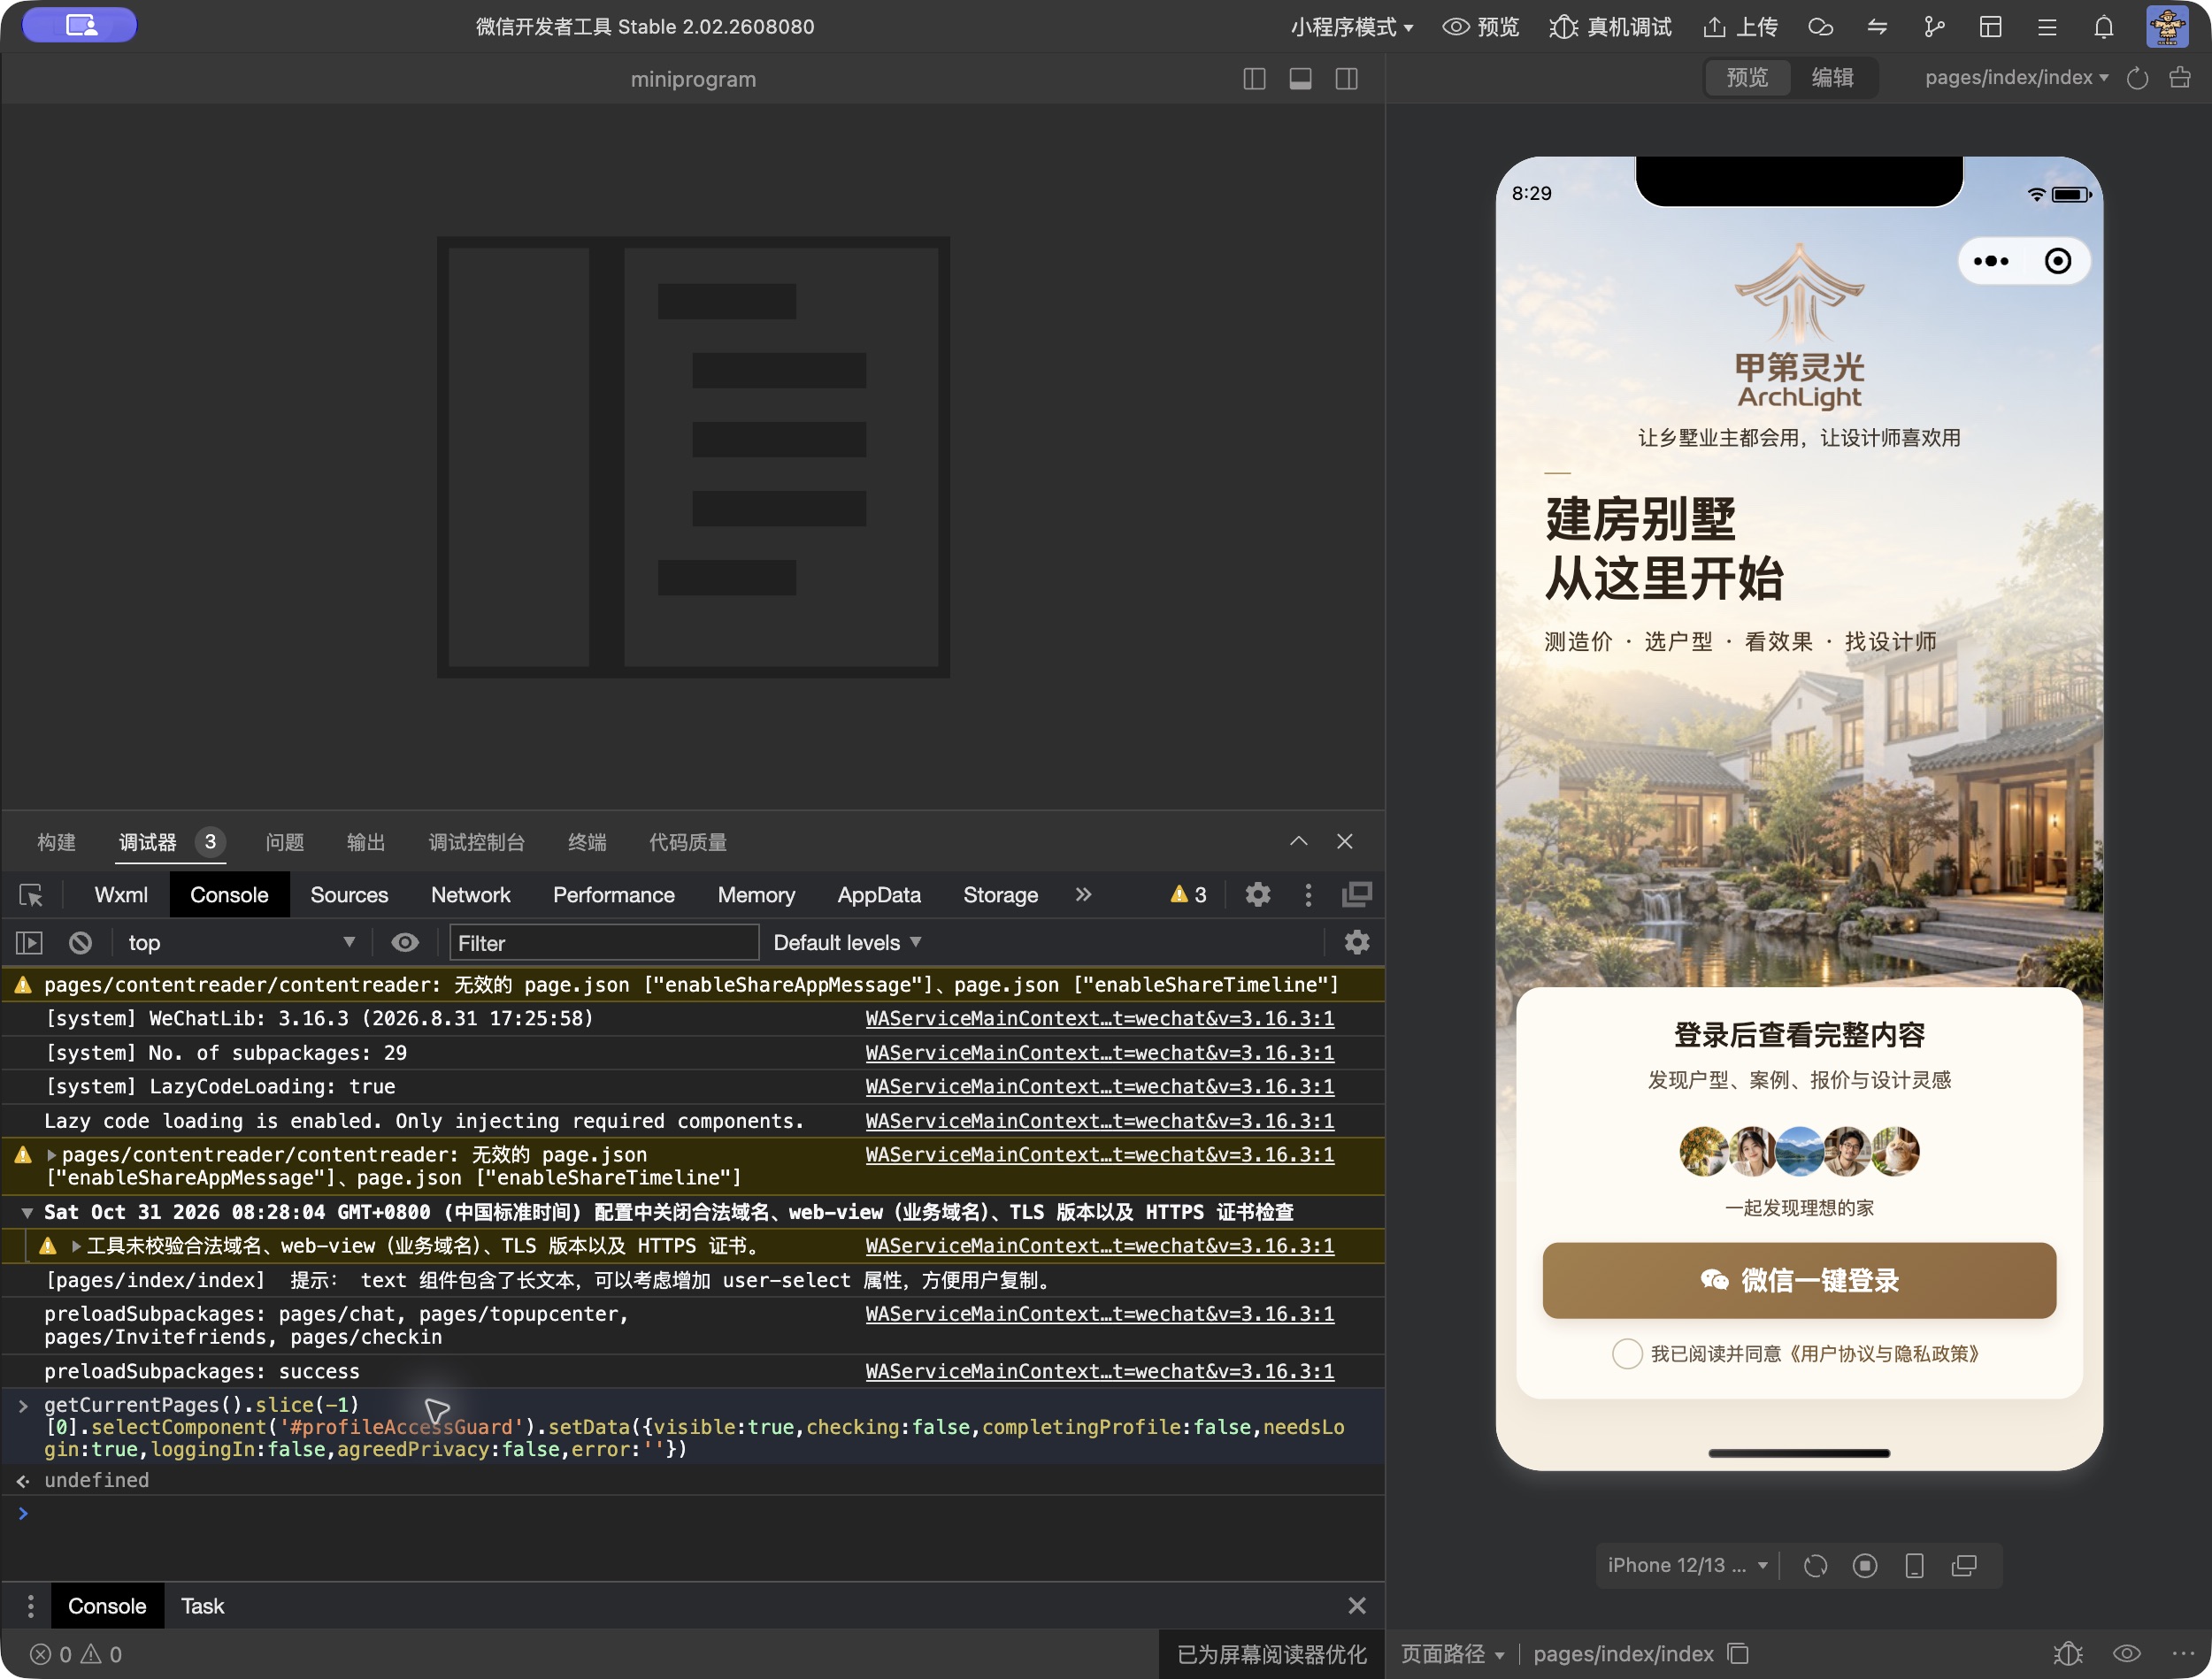 微信开发者工具 Stable 2.02.2608080
小程序模式
预览
真机调试
上传
miniprogram
预览
编辑
pages/index/index
8:29
甲第灵光
ArchLight
让乡墅业主都会用，让设计师喜欢用
建房别墅
从这里开始
测造价 · 选户型 · 看效果 · 找设计师
登录后查看完整内容
发现户型、案例、报价与设计灵感
一起发现理想的家
微信一键登录
我已阅读并同意《用户协议与隐私政策》
iPhone 12/13 ...
构建
调试器 3
问题
输出
调试控制台
终端
代码质量
Wxml
Console
Sources
Network
Performance
Memory
AppData
Storage
3
top
Filter
Default levels
pages/contentreader/contentreader: 无效的 page.json ["enableShareAppMessage"]、page.json ["enableShareTimeline"]
[system] WeChatLib: 3.16.3 (2026.8.31 17:25:58) WAServiceMainContext…t=wechat&v=3.16.3:1
[system] No. of subpackages: 29 WAServiceMainContext…t=wechat&v=3.16.3:1
[system] LazyCodeLoading: true WAServiceMainContext…t=wechat&v=3.16.3:1
Lazy code loading is enabled. Only injecting required components. WAServiceMainContext…t=wechat&v=3.16.3:1
pages/contentreader/contentreader: 无效的 page.json WAServiceMainContext…t=wechat&v=3.16.3:1
["enableShareAppMessage"]、page.json ["enableShareTimeline"]
Sat Oct 31 2026 08:28:04 GMT+0800 (中国标准时间) 配置中关闭合法域名、web-view（业务域名）、TLS 版本以及 HTTPS 证书检查
工具未校验合法域名、web-view（业务域名）、TLS 版本以及 HTTPS 证书。 WAServiceMainContext…t=wechat&v=3.16.3:1
[pages/index/index] 提示： text 组件包含了长文本，可以考虑增加 user-select 属性，方便用户复制。
preloadSubpackages: pages/chat, pages/topupcenter, WAServiceMainContext…t=wechat&v=3.16.3:1
pages/Invitefriends, pages/checkin
preloadSubpackages: success WAServiceMainContext…t=wechat&v=3.16.3:1
getCurrentPages().slice(-1)
[0].selectComponent('#profileAccessGuard').setData({visible:true,checking:false,completingProfile:false,needsLo
gin:true,loggingIn:false,agreedPrivacy:false,error:''})
undefined
Console
Task
0
0
已为屏幕阅读器优化
页面路径
pages/index/index